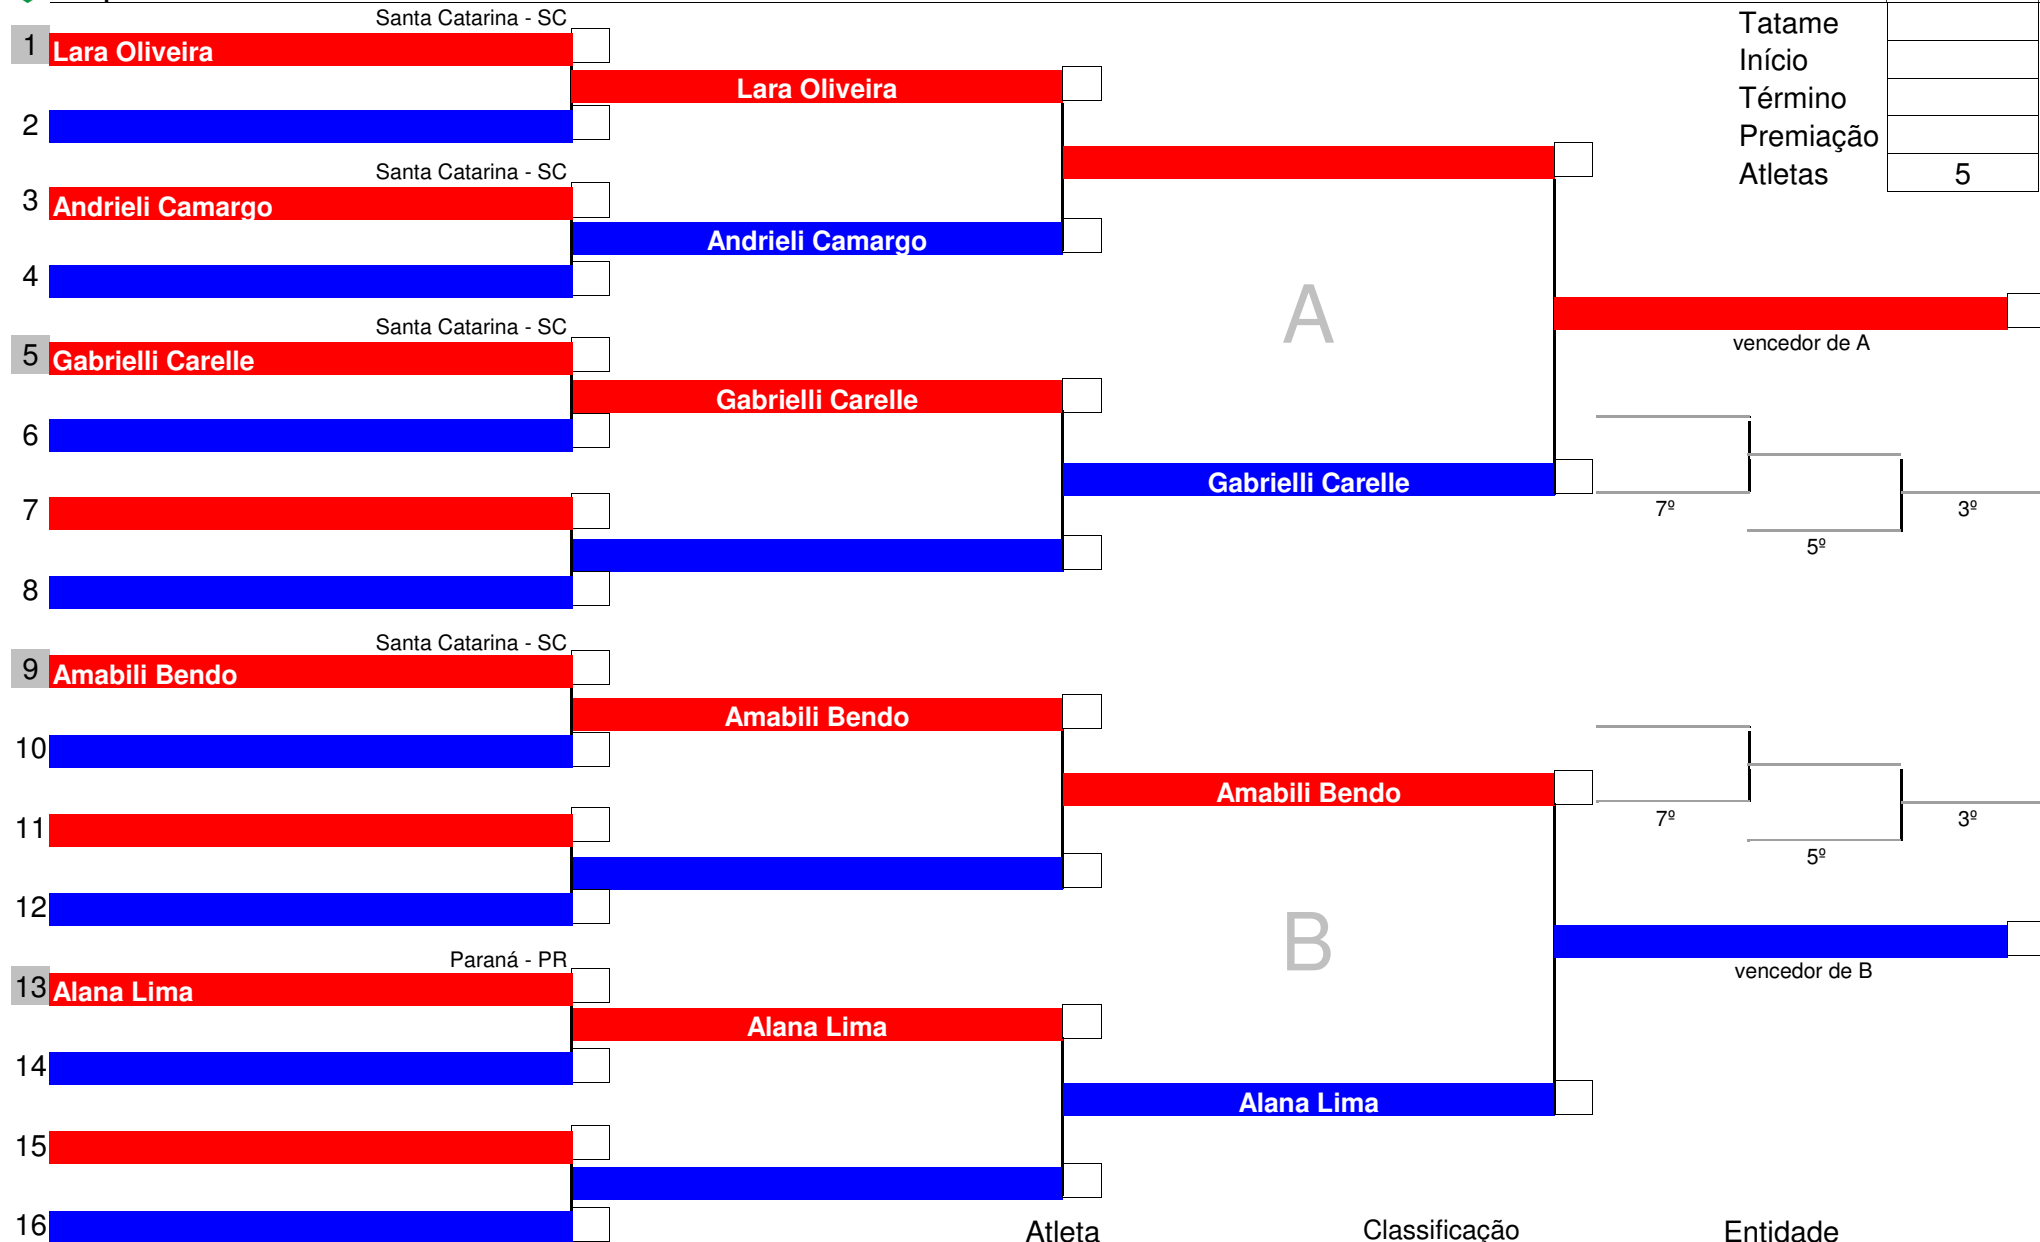 Santa Catarina - SC
1 Lara Oliveira
Lara Oliveira
2
Santa Catarina - SC
3 Andrieli Camargo
Andrieli Camargo
4
Santa Catarina - SC
5 Gabrielli Carelle
Gabrielli Carelle
6
Gabrielli Carelle
7
8
A
vencedor de A
7º
5º
3º
Tatame
Início
Término
Premiação
Atletas 5
Santa Catarina - SC
9 Amabili Bendo
Amabili Bendo
10
Amabili Bendo
11
12
Paraná - PR
13 Alana Lima
Alana Lima
14
Alana Lima
15
16
B
7º
5º
3º
vencedor de B
Atleta Classificação Entidade